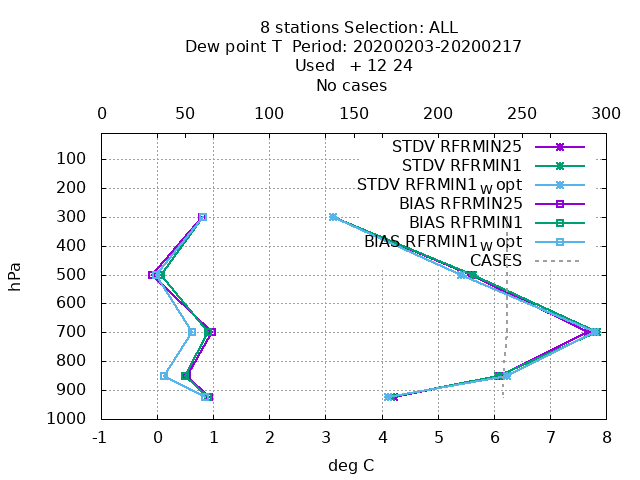 8 stations Selection: ALL
Dew point T  Period: 20200203-20200217
Used   + 12 24
No cases
0 50 100 150 200 250 300
STDV RFRMIN25
STDV RFRMIN1
STDV RFRMIN1_w opt
BIAS RFRMIN25
BIAS RFRMIN1
BIAS RFRMIN1_w opt
CASES
100
200
300
400
500
600
700
800
900
1000
hPa
-1 0 1 2 3 4 5 6 7 8
deg C